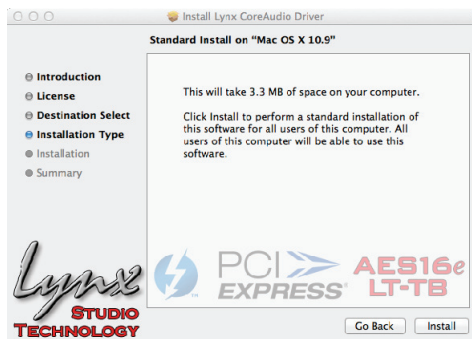 Install Lynx CoreAudio Driver
Standard Install on “Mac OS X 10.9”
Introduction
License
Destination Select
Installation Type
Installation
Summary
This will take 3.3 MB of space on your computer.
Click Install to perform a standard installation of
this software for all users of this computer. All
users of this computer will be able to use this
software.
Lynx
STUDIO
TECHNOLOGY
PCI
EXPRESS
AES16e
LT-TB
Go Back
Install